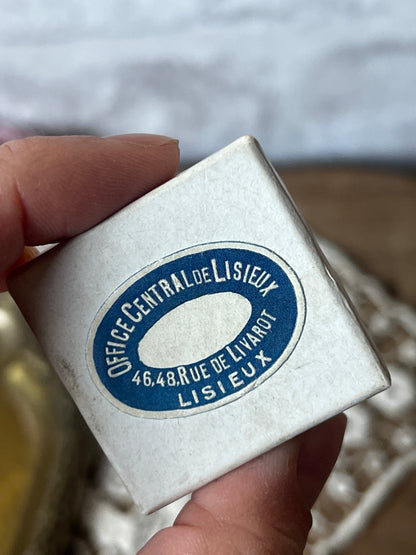 OFFICE CENTRAL DE LISIEUX
46,48,RUE DE LIVAROT
LISIEUX